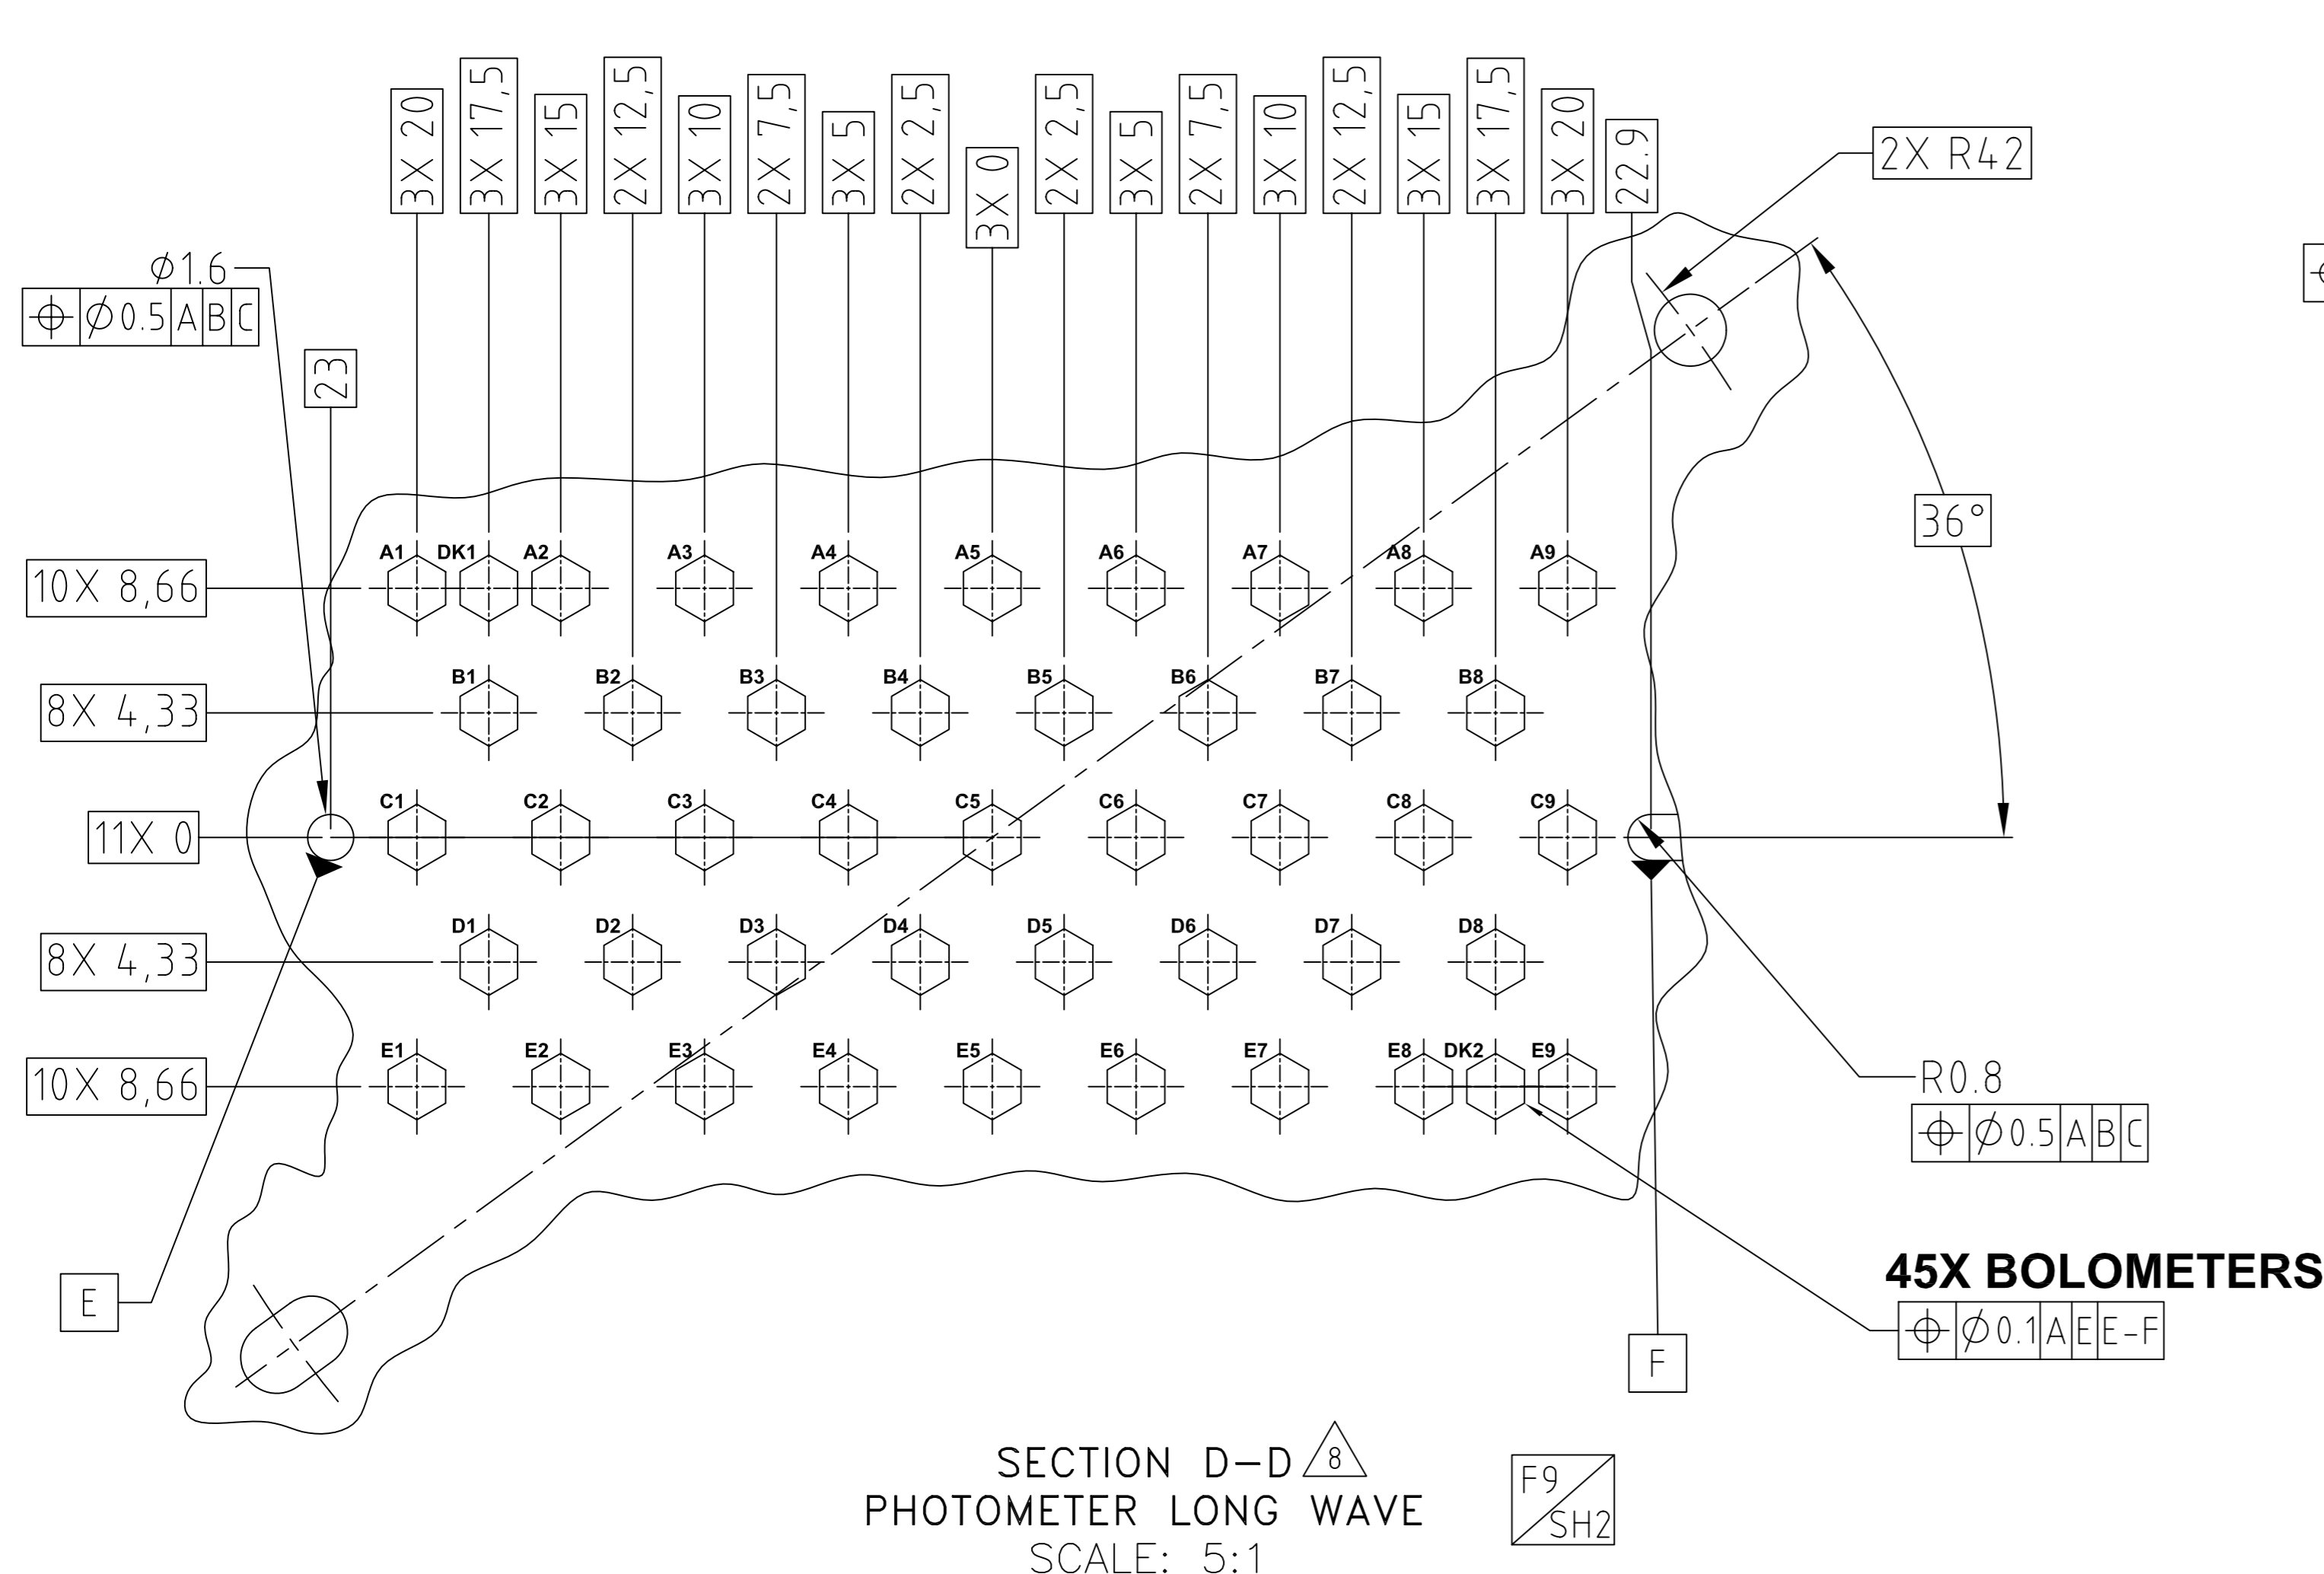 3X 20
3X 17,5
3X 15
2X 12,5
3X 10
2X 7,5
3X 5
2X 2,5
3X 0
2X 2,5
3X 5
2X 7,5
3X 10
2X 12,5
3X 15
3X 17,5
3X 20
22.9
2X R42
⌀1.6
⌖ ⌀0.5 A B C
23
36°
10X 8,66
A1 DK1 A2 A3 A4 A5 A6 A7 A8 A9
8X 4,33
B1 B2 B3 B4 B5 B6 B7 B8
11X 0
C1 C2 C3 C4 C5 C6 C7 C8 C9
8X 4,33
D1 D2 D3 D4 D5 D6 D7 D8
10X 8,66
E1 E2 E3 E4 E5 E6 E7 E8 DK2 E9
R0.8
⌖ ⌀0.5 A B C
45X BOLOMETERS
⌖ ⌀0.1 A E E-F
E
F
SECTION D-D 8
PHOTOMETER LONG WAVE
SCALE: 5:1
F9
SH2